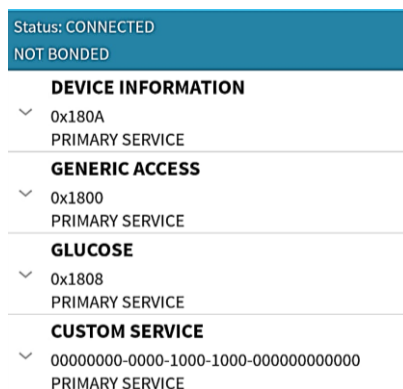 Status: CONNECTED
NOT BONDED
DEVICE INFORMATION
0x180A
PRIMARY SERVICE
GENERIC ACCESS
0x1800
PRIMARY SERVICE
GLUCOSE
0x1808
PRIMARY SERVICE
CUSTOM SERVICE
00000000-0000-1000-1000-000000000000
PRIMARY SERVICE